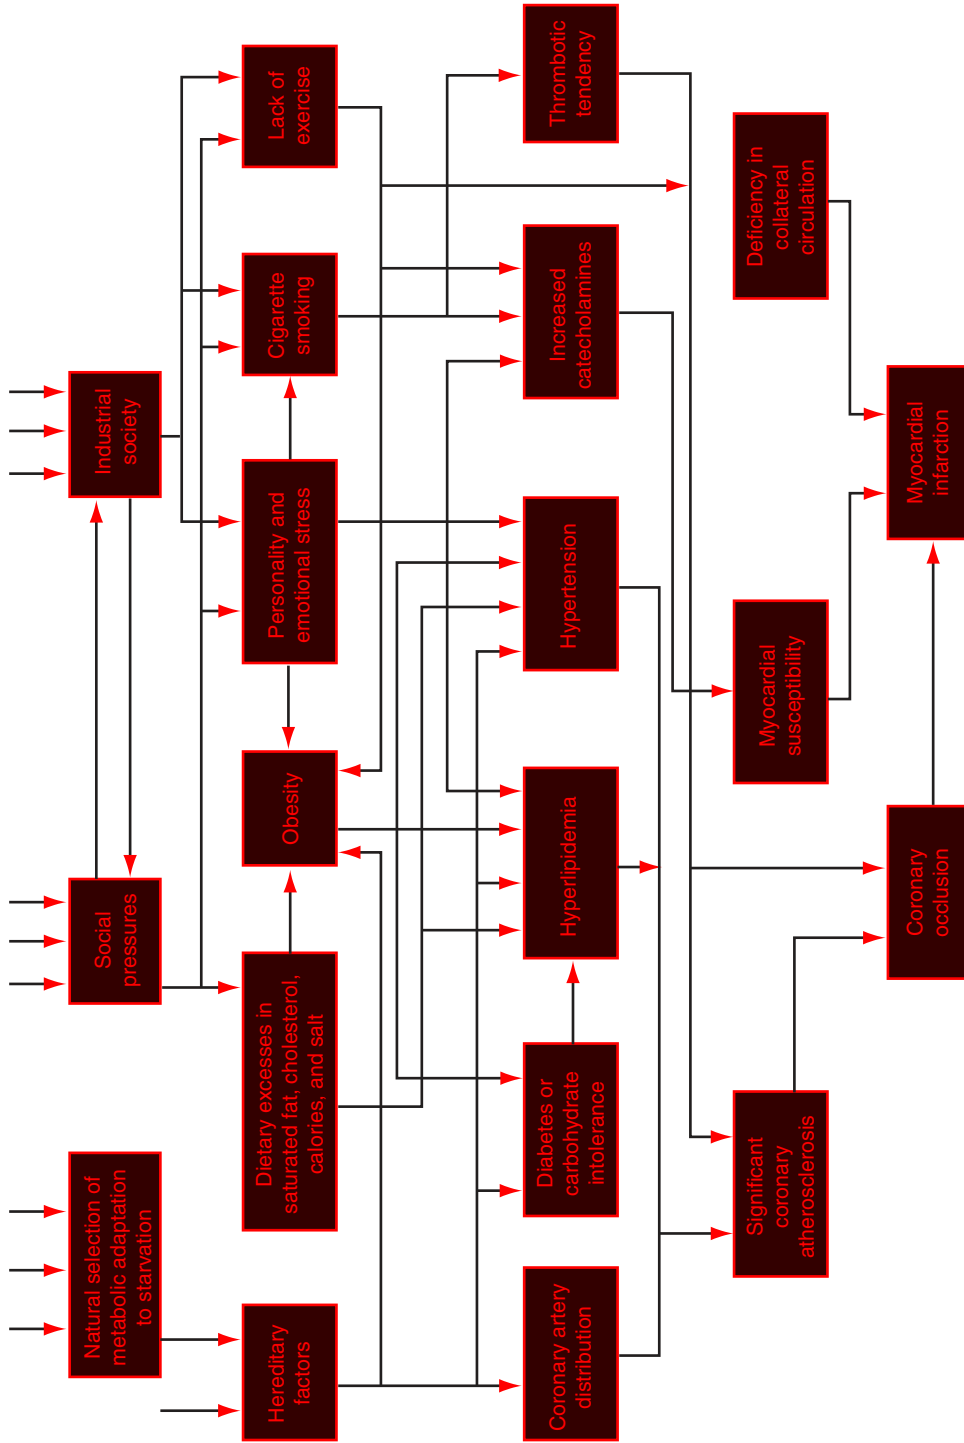 Natural selection of
metabolic adaptation
to starvation
Social
pressures
Industrial
society
Hereditary
factors
Dietary excesses in
saturated fat, cholesterol,
calories, and salt
Obesity
Personality and
emotional stress
Cigarette
smoking
Lack of
exercise
Coronary artery
distribution
Diabetes or
carbohydrate
intolerance
Hyperlipidemia
Hypertension
Increased
catecholamines
Thrombotic
tendency
Significant
coronary
atherosclerosis
Myocardial
susceptibility
Deficiency in
collateral
circulation
Coronary
occlusion
Myocardial
infarction